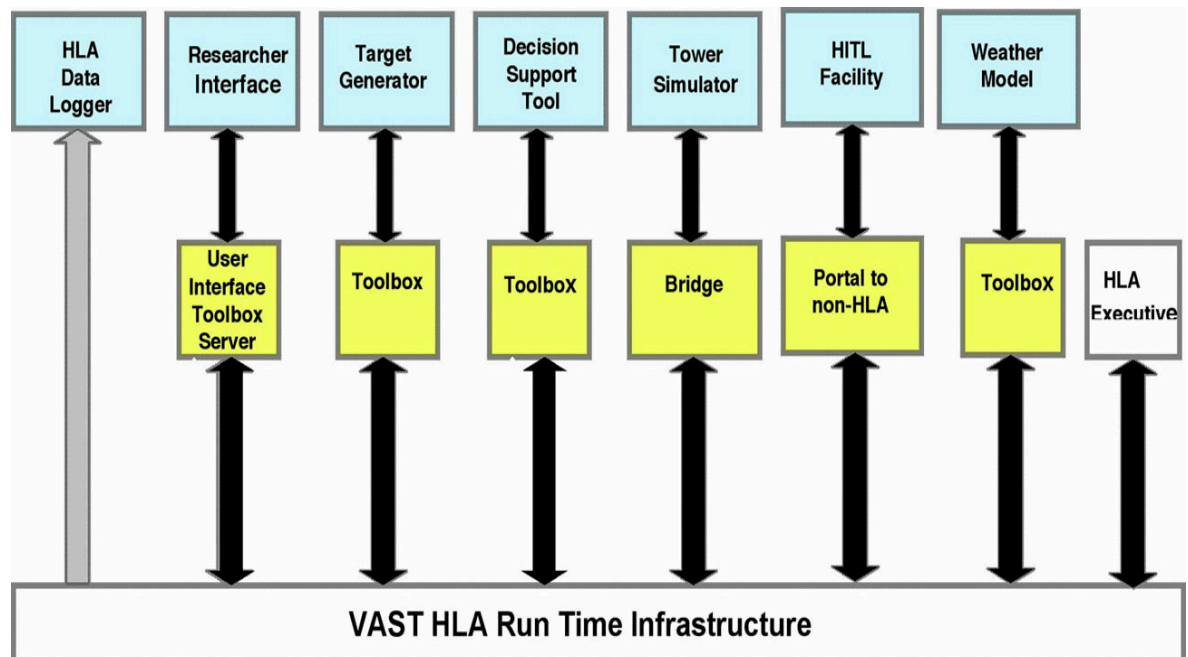 HLA
Data
Logger
Researcher
Interface
Target
Generator
Decision
Support
Tool
Tower
Simulator
HITL
Facility
Weather
Model
User
Interface
Toolbox
Server
Toolbox
Toolbox
Bridge
Portal to
non-HLA
Toolbox
HLA
Executive
VAST HLA Run Time Infrastructure